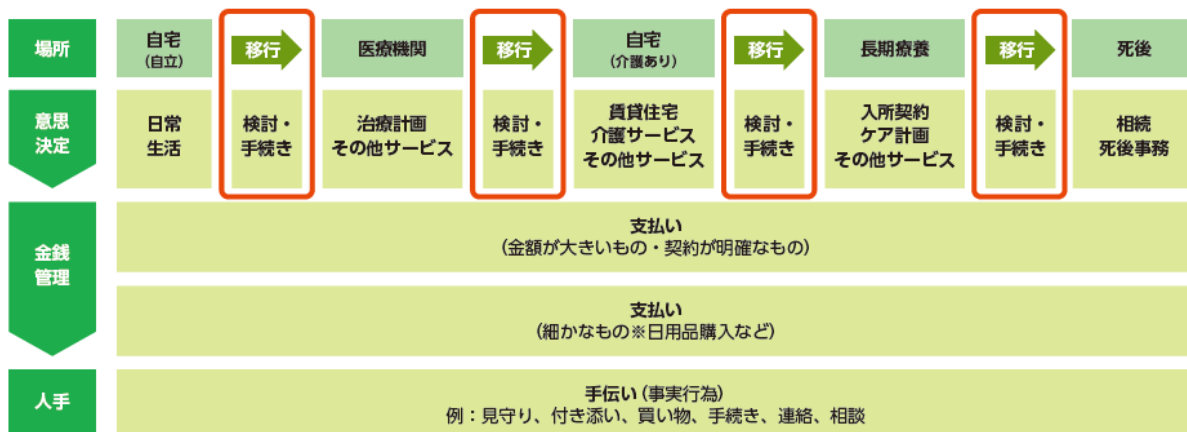 場所
自宅
(自立)
移行
医療機関
移行
自宅
(介護あり)
移行
長期療養
移行
死後
意思
決定
日常
生活
検討・
手続き
治療計画
その他サービス
検討・
手続き
賃貸住宅
介護サービス
その他サービス
検討・
手続き
入所契約
ケア計画
その他サービス
検討・
手続き
相続
死後事務
金銭
管理
支払い
(金額が大きいもの・契約が明確なもの)
支払い
(細かなもの※日用品購入など)
人手
手伝い(事実行為)
例：見守り、付き添い、買い物、手続き、連絡、相談